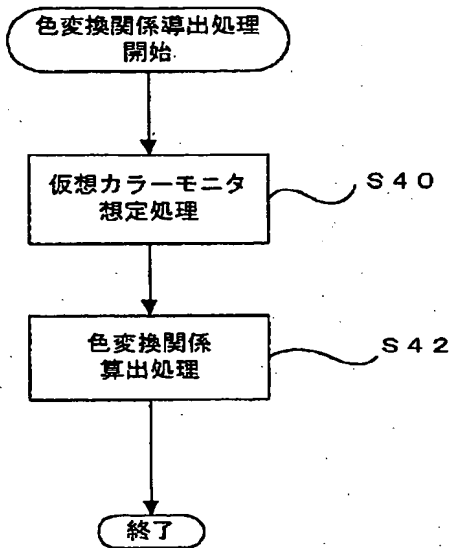 色変換関係導出処理
開始
仮想カラーモニタ
想定処理
S40
色変換関係
算出処理
S42
終了